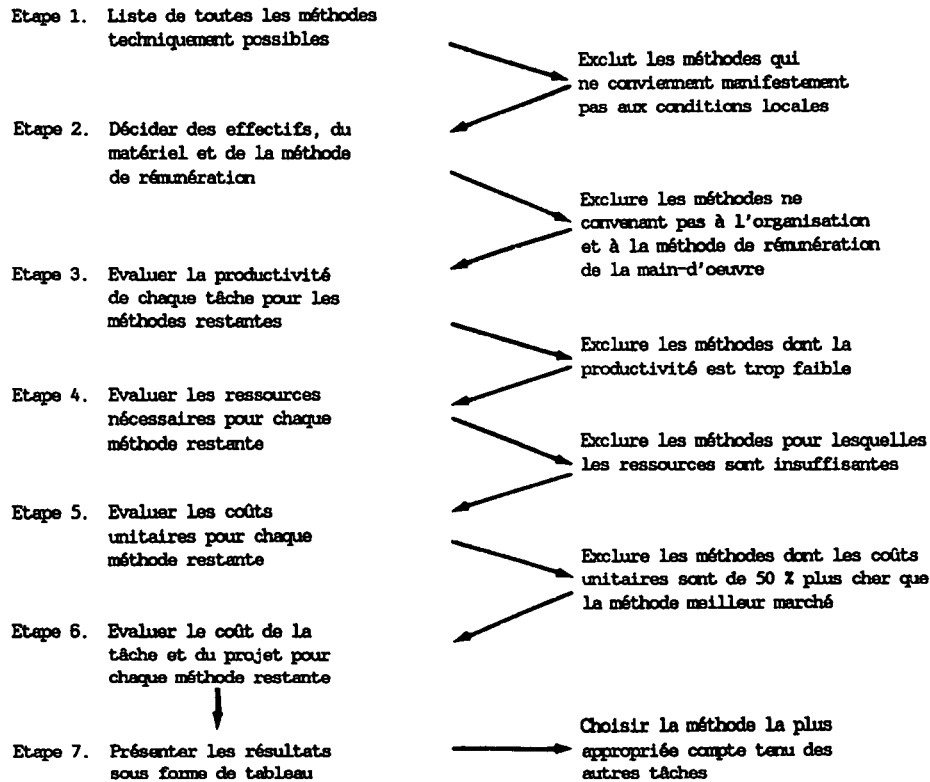 Etape 1. Liste de toutes les méthodes
techniquement possibles
Exclut les méthodes qui
ne conviennent manifestement
pas aux conditions locales
Etape 2. Décider des effectifs, du
matériel et de la méthode
de rémunération
Exclure les méthodes ne
convenant pas à l'organisation
et à la méthode de rémunération
de la main-d'oeuvre
Etape 3. Evaluer la productivité
de chaque tâche pour les
méthodes restantes
Exclure les méthodes dont la
productivité est trop faible
Etape 4. Evaluer les ressources
nécessaires pour chaque
méthode restante
Exclure les méthodes pour lesquelles
les ressources sont insuffisantes
Etape 5. Evaluer les coûts
unitaires pour chaque
méthode restante
Exclure les méthodes dont les coûts
unitaires sont de 50 % plus cher que
la méthode meilleur marché
Etape 6. Evaluer le coût de la
tâche et du projet pour
chaque méthode restante
Etape 7. Présenter les résultats
sous forme de tableau
Choisir la méthode la plus
appropriée compte tenu des
autres tâches